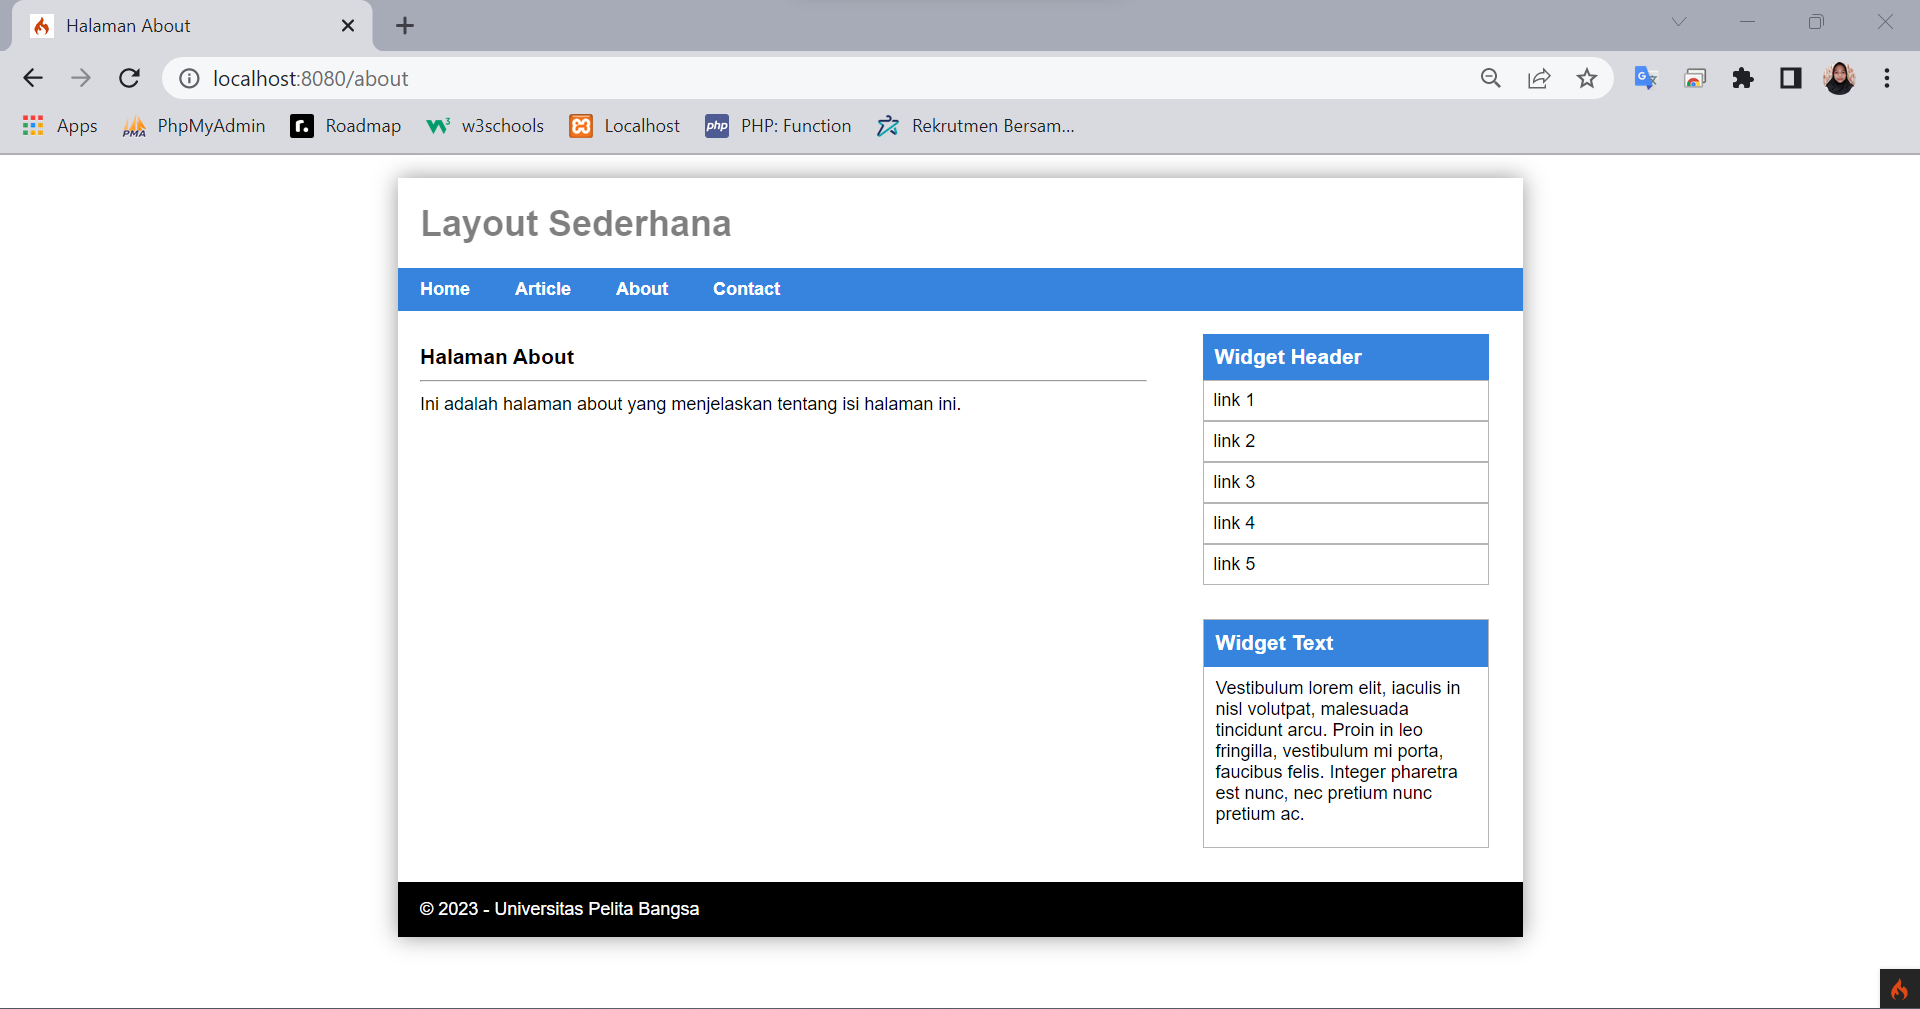 Halaman About
localhost:8080/about
Apps PMA PhpMyAdmin r. Roadmap w3 w3schools Localhost php PHP: Function Rekrutmen Bersam...
Layout Sederhana
Home Article About Contact
Halaman About
Ini adalah halaman about yang menjelaskan tentang isi halaman ini.
Widget Header
link 1
link 2
link 3
link 4
link 5
Widget Text
Vestibulum lorem elit, iaculis in
nisl volutpat, malesuada
tincidunt arcu. Proin in leo
fringilla, vestibulum mi porta,
faucibus felis. Integer pharetra
est nunc, nec pretium nunc
pretium ac.
© 2023 - Universitas Pelita Bangsa